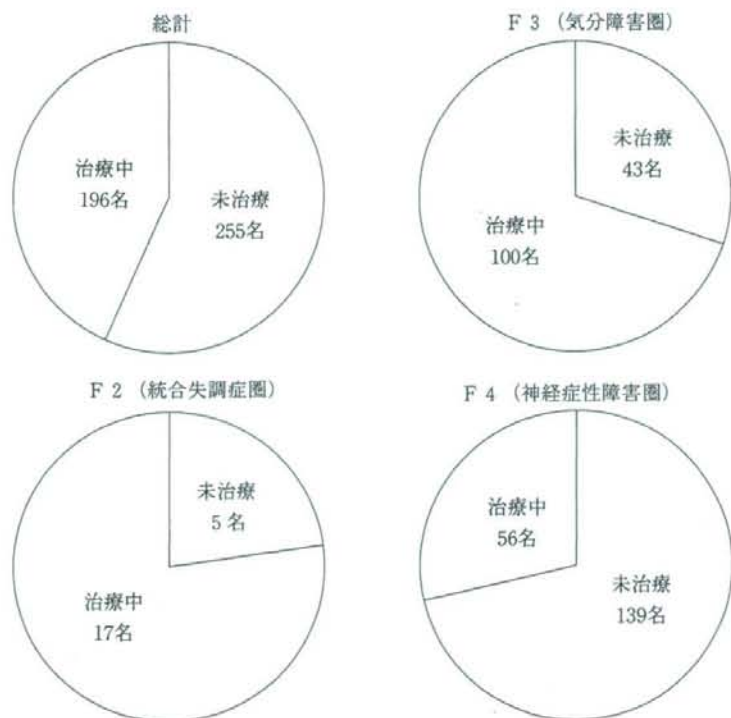 総計
治療中
196名
未治療
255名
F 3 (気分障害圏)
未治療
43名
治療中
100名
F 2 (統合失調症圏)
未治療
5名
治療中
17名
F 4 (神経症性障害圏)
治療中
56名
未治療
139名